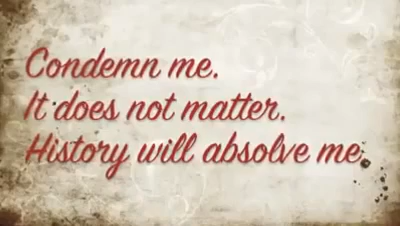 Condemn me.
It does not matter.
History will absolve me